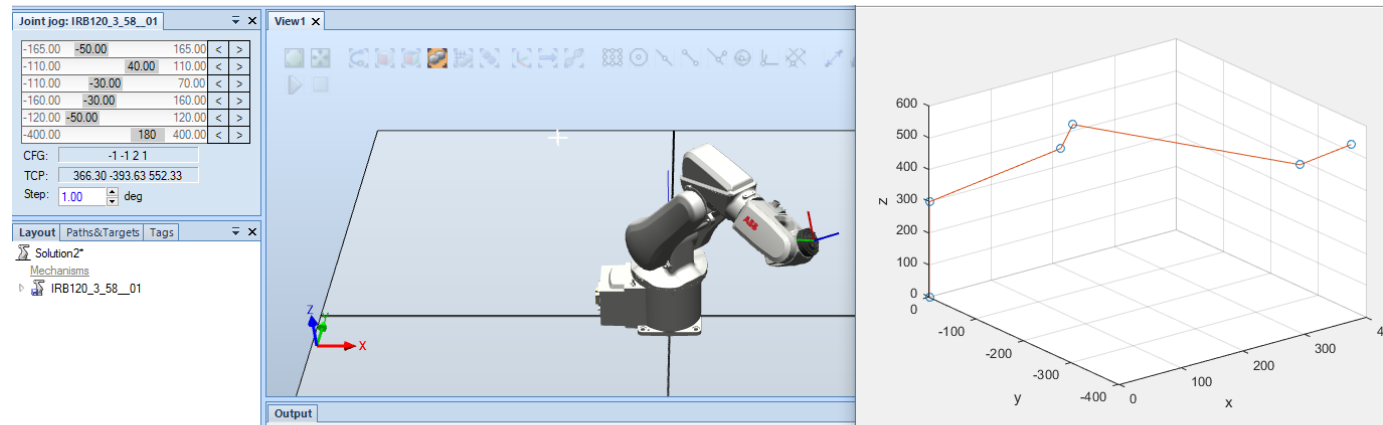 Joint jog: IRB120_3_58__01
-165.00 -50.00 165.00 < >
-110.00 40.00 110.00 < >
-110.00 -30.00 70.00 < >
-160.00 -30.00 160.00 < >
-120.00 -50.00 120.00 < >
-400.00 180 400.00 < >
CFG: -1 -1 2 1
TCP: 366.30 -393.63 552.33
Step: 1.00 deg
Layout Paths&Targets Tags
Solution2*
Mechanisms
IRB120_3_58__01
View1
ABB
Z
Y
X
Output
600
500
400
300
200
100
0
z
0
-100
-200
-300
-400
y
0
100
200
300
4
x